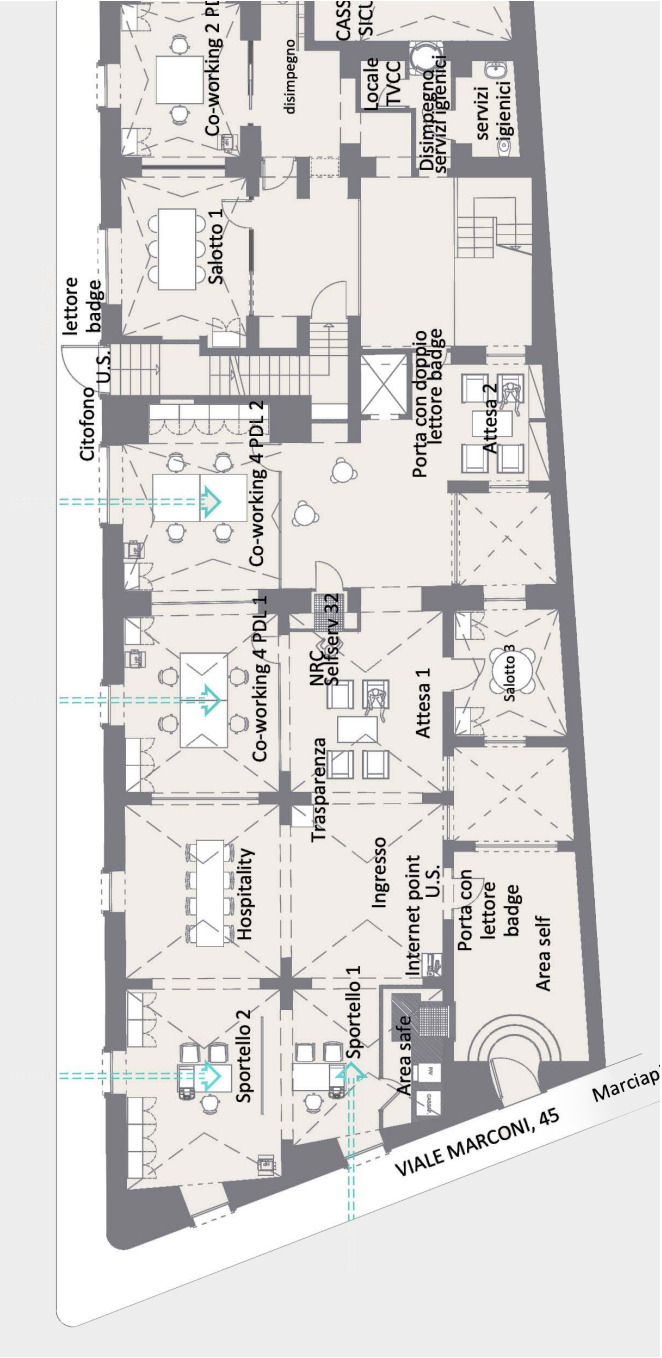 Co-working 2 PD
disimpegno
CASS
SICU
Locale
TVCC
Disimpegno
servizi igienici
servizi
igienici
Salotto 1
lettore
badge
U.S.
Citofono
Porta con doppio
lettore badge
Attesa 2
Co-working 4 PDL 2
Co-working 4 PDL 1
NRC
Selfserv 32
Attesa 1
Salotto 3
Trasparenza
Hospitality
Ingresso
Internet point
U.S.
Porta con
lettore
badge
Area self
Sportello 2
Sportello 1
Area safe
VIALE MARCONI, 45
Marciapi